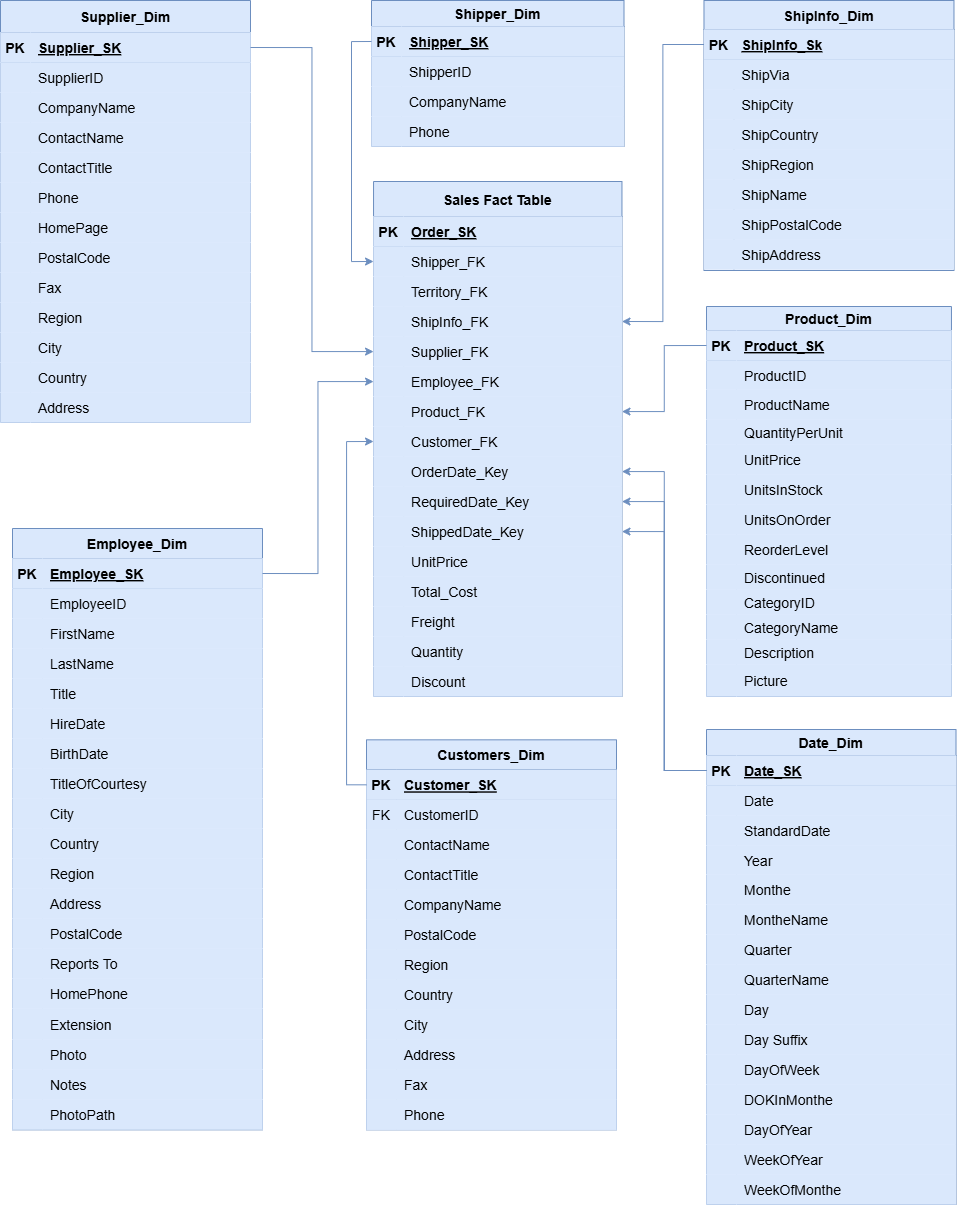 Supplier_Dim
PK Supplier_SK
SupplierID
CompanyName
ContactName
ContactTitle
Phone
HomePage
PostalCode
Fax
Region
City
Country
Address
Shipper_Dim
PK Shipper_SK
ShipperID
CompanyName
Phone
ShipInfo_Dim
PK ShipInfo_Sk
ShipVia
ShipCity
ShipCountry
ShipRegion
ShipName
ShipPostalCode
ShipAddress
Sales Fact Table
PK Order_SK
Shipper_FK
Territory_FK
ShipInfo_FK
Supplier_FK
Employee_FK
Product_FK
Customer_FK
OrderDate_Key
RequiredDate_Key
ShippedDate_Key
UnitPrice
Total_Cost
Freight
Quantity
Discount
Product_Dim
PK Product_SK
ProductID
ProductName
QuantityPerUnit
UnitPrice
UnitsInStock
UnitsOnOrder
ReorderLevel
Discontinued
CategoryID
CategoryName
Description
Picture
Employee_Dim
PK Employee_SK
EmployeeID
FirstName
LastName
Title
HireDate
BirthDate
TitleOfCourtesy
City
Country
Region
Address
PostalCode
Reports To
HomePhone
Extension
Photo
Notes
PhotoPath
Customers_Dim
PK Customer_SK
FK CustomerID
ContactName
ContactTitle
CompanyName
PostalCode
Region
Country
City
Address
Fax
Phone
Date_Dim
PK Date_SK
Date
StandardDate
Year
Monthe
MontheName
Quarter
QuarterName
Day
Day Suffix
DayOfWeek
DOKInMonthe
DayOfYear
WeekOfYear
WeekOfMonthe